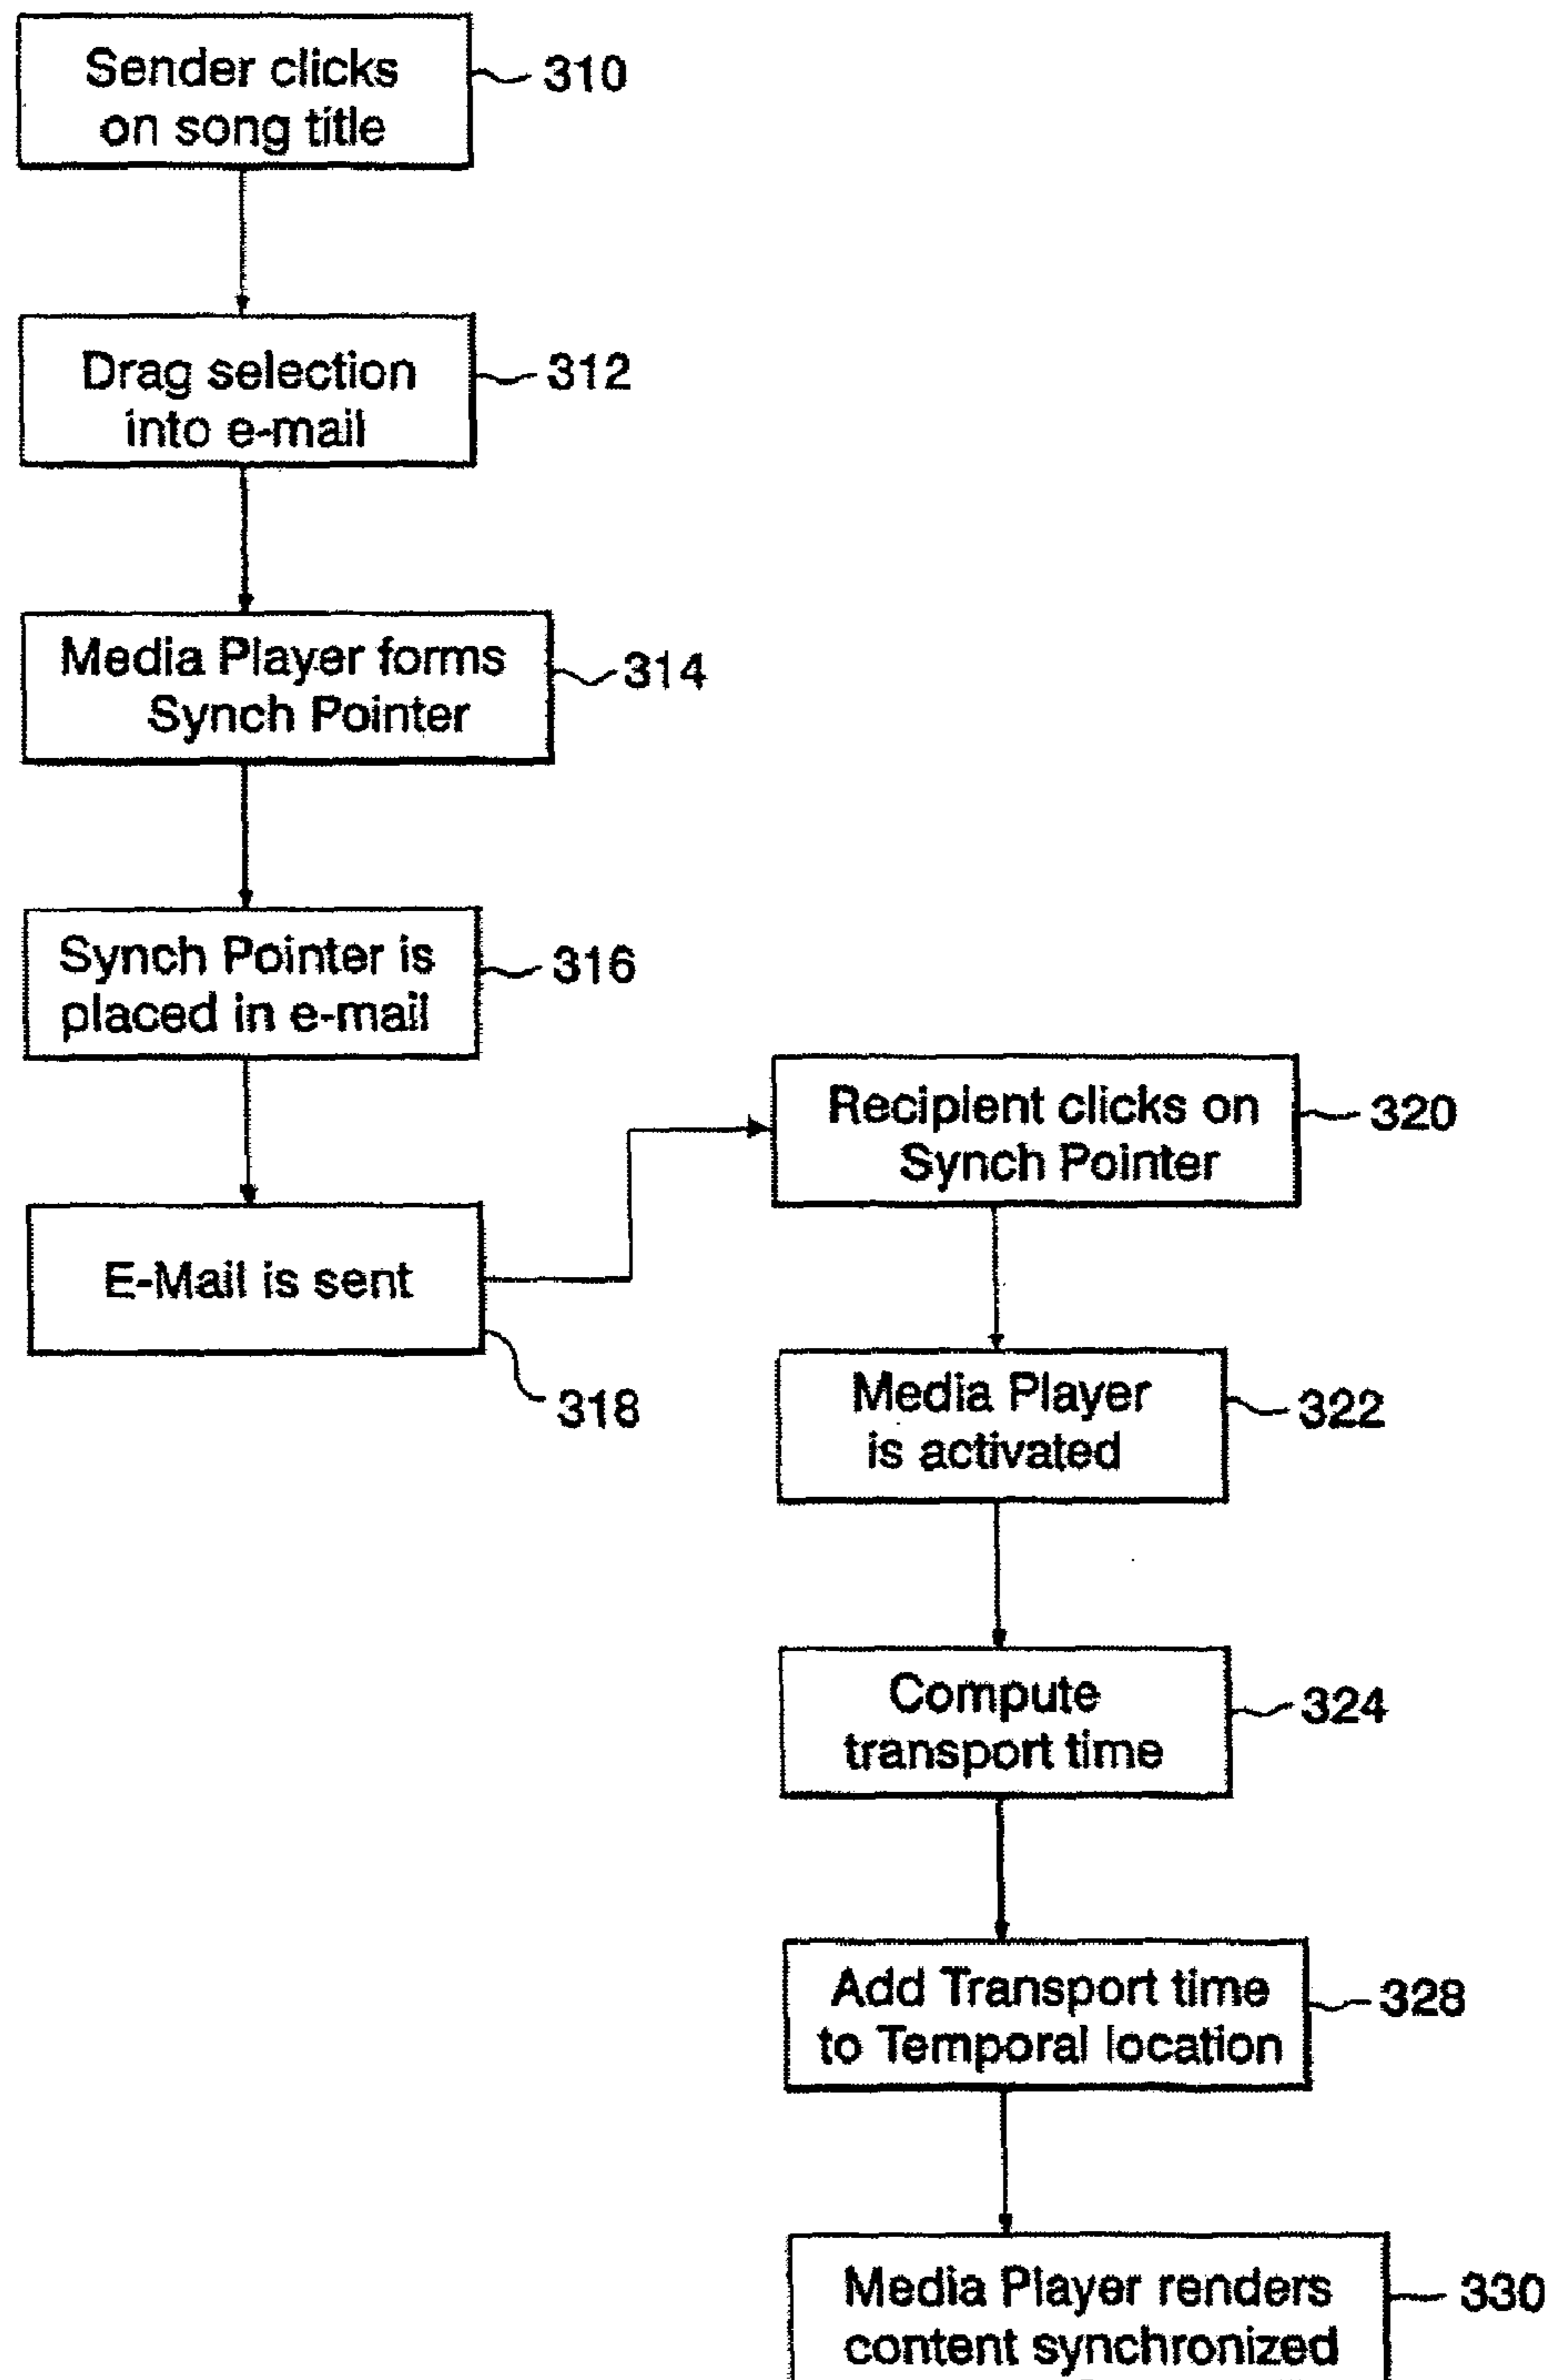 Sender clicks
on song title
310
Drag selection
into e-mail
312
Media Player forms
Synch Pointer
314
Synch Pointer is
placed in e-mail
316
E-Mail is sent
318
Recipient clicks on
Synch Pointer
320
Media Player
is activated
322
Compute
transport time
324
Add Transport time
to Temporal location
328
Media Player renders
content synchronized
330